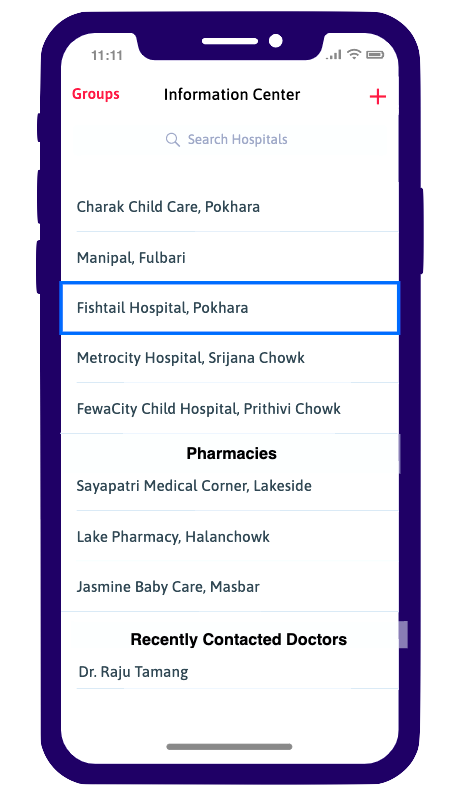 11:11
Groups Information Center +
Search Hospitals
Charak Child Care, Pokhara
Manipal, Fulbari
Fishtail Hospital, Pokhara
Metrocity Hospital, Srijana Chowk
FewaCity Child Hospital, Prithivi Chowk
Pharmacies
Sayapatri Medical Corner, Lakeside
Lake Pharmacy, Halanchowk
Jasmine Baby Care, Masbar
Recently Contacted Doctors
Dr. Raju Tamang